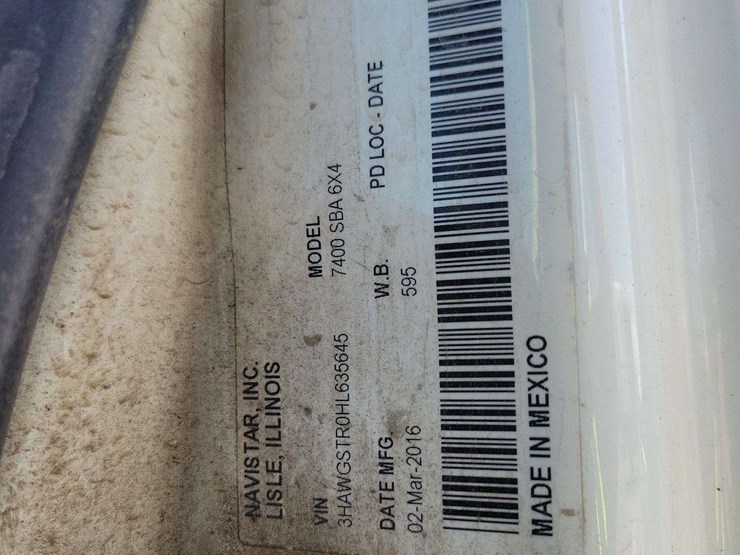 NAVISTAR, INC.
LISLE, ILLINOIS
VIN MODEL
3HAWGSTR0HL635645 7400 SBA 6X4
DATE MFG. W.B. PD LOC - DATE
02-Mar-2016 595
MADE IN MEXICO